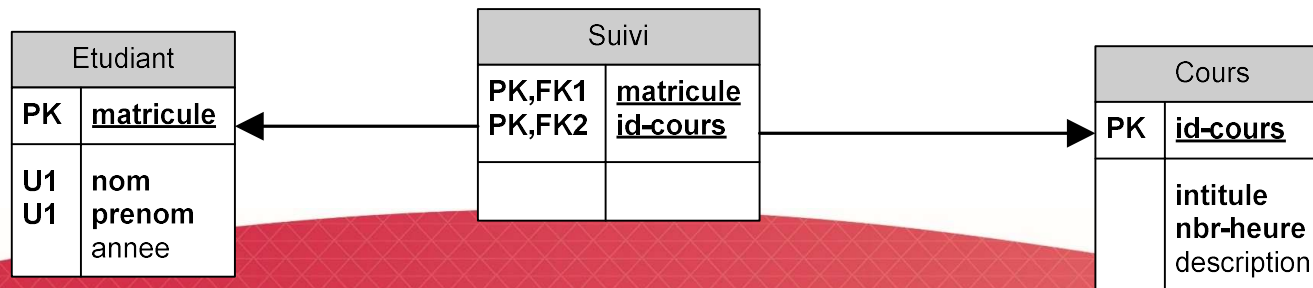 Etudiant
PK matricule
U1 nom
U1 prenom
annee
Suivi
PK,FK1 matricule
PK,FK2 id-cours
Cours
PK id-cours
intitule
nbr-heure
description